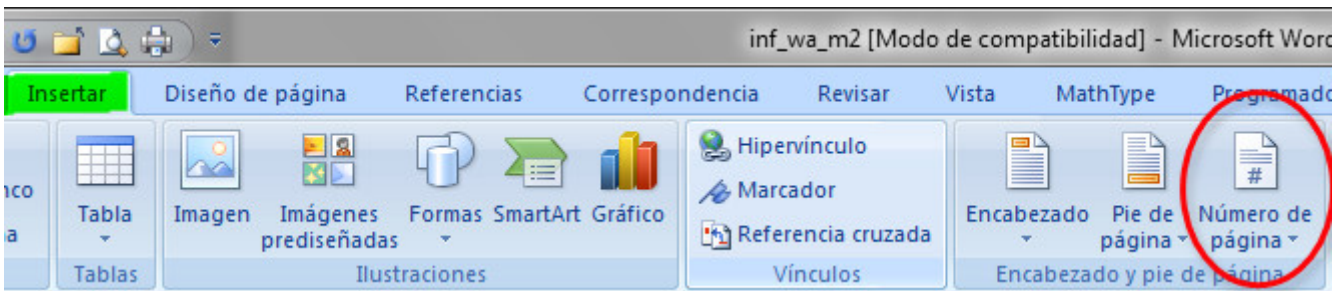 inf_wa_m2 [Modo de compatibilidad] - Microsoft Word
Insertar Diseño de página Referencias Correspondencia Revisar Vista MathType Programado
Hipervínculo
Marcador
Referencia cruzada
Tabla Imagen Imágenes prediseñadas Formas SmartArt Gráfico
Encabezado Pie de página Número de página
#
Tablas Ilustraciones Vínculos Encabezado y pie de página